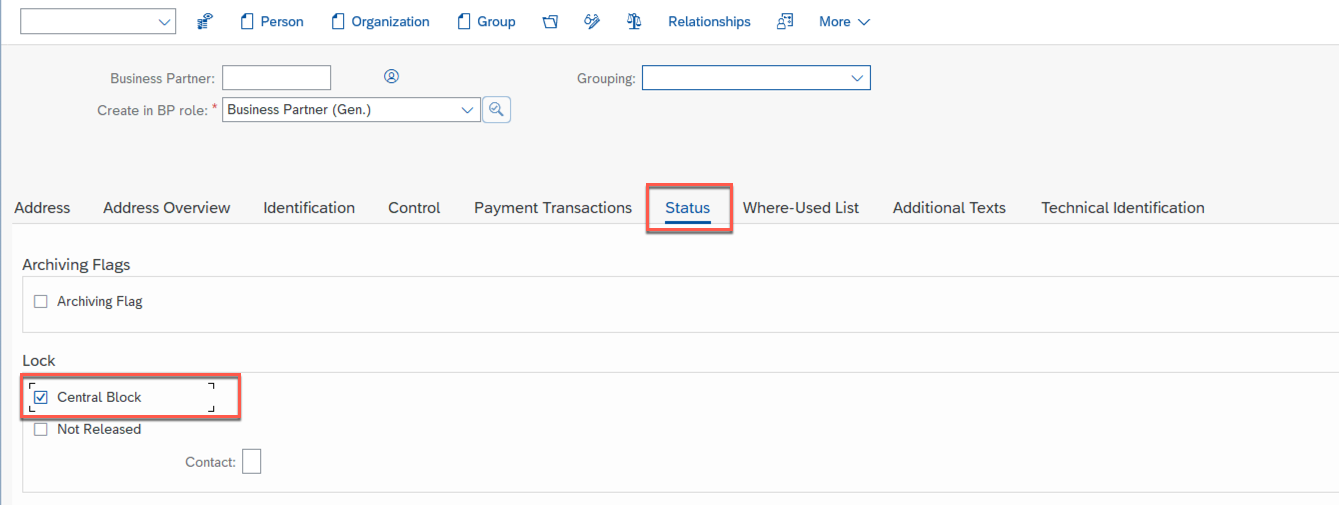 Person Organization Group Relationships More
Business Partner: Grouping:
Create in BP role: * Business Partner (Gen.)
Address Address Overview Identification Control Payment Transactions Status Where-Used List Additional Texts Technical Identification
Archiving Flags
Archiving Flag
Lock
Central Block
Not Released
Contact: